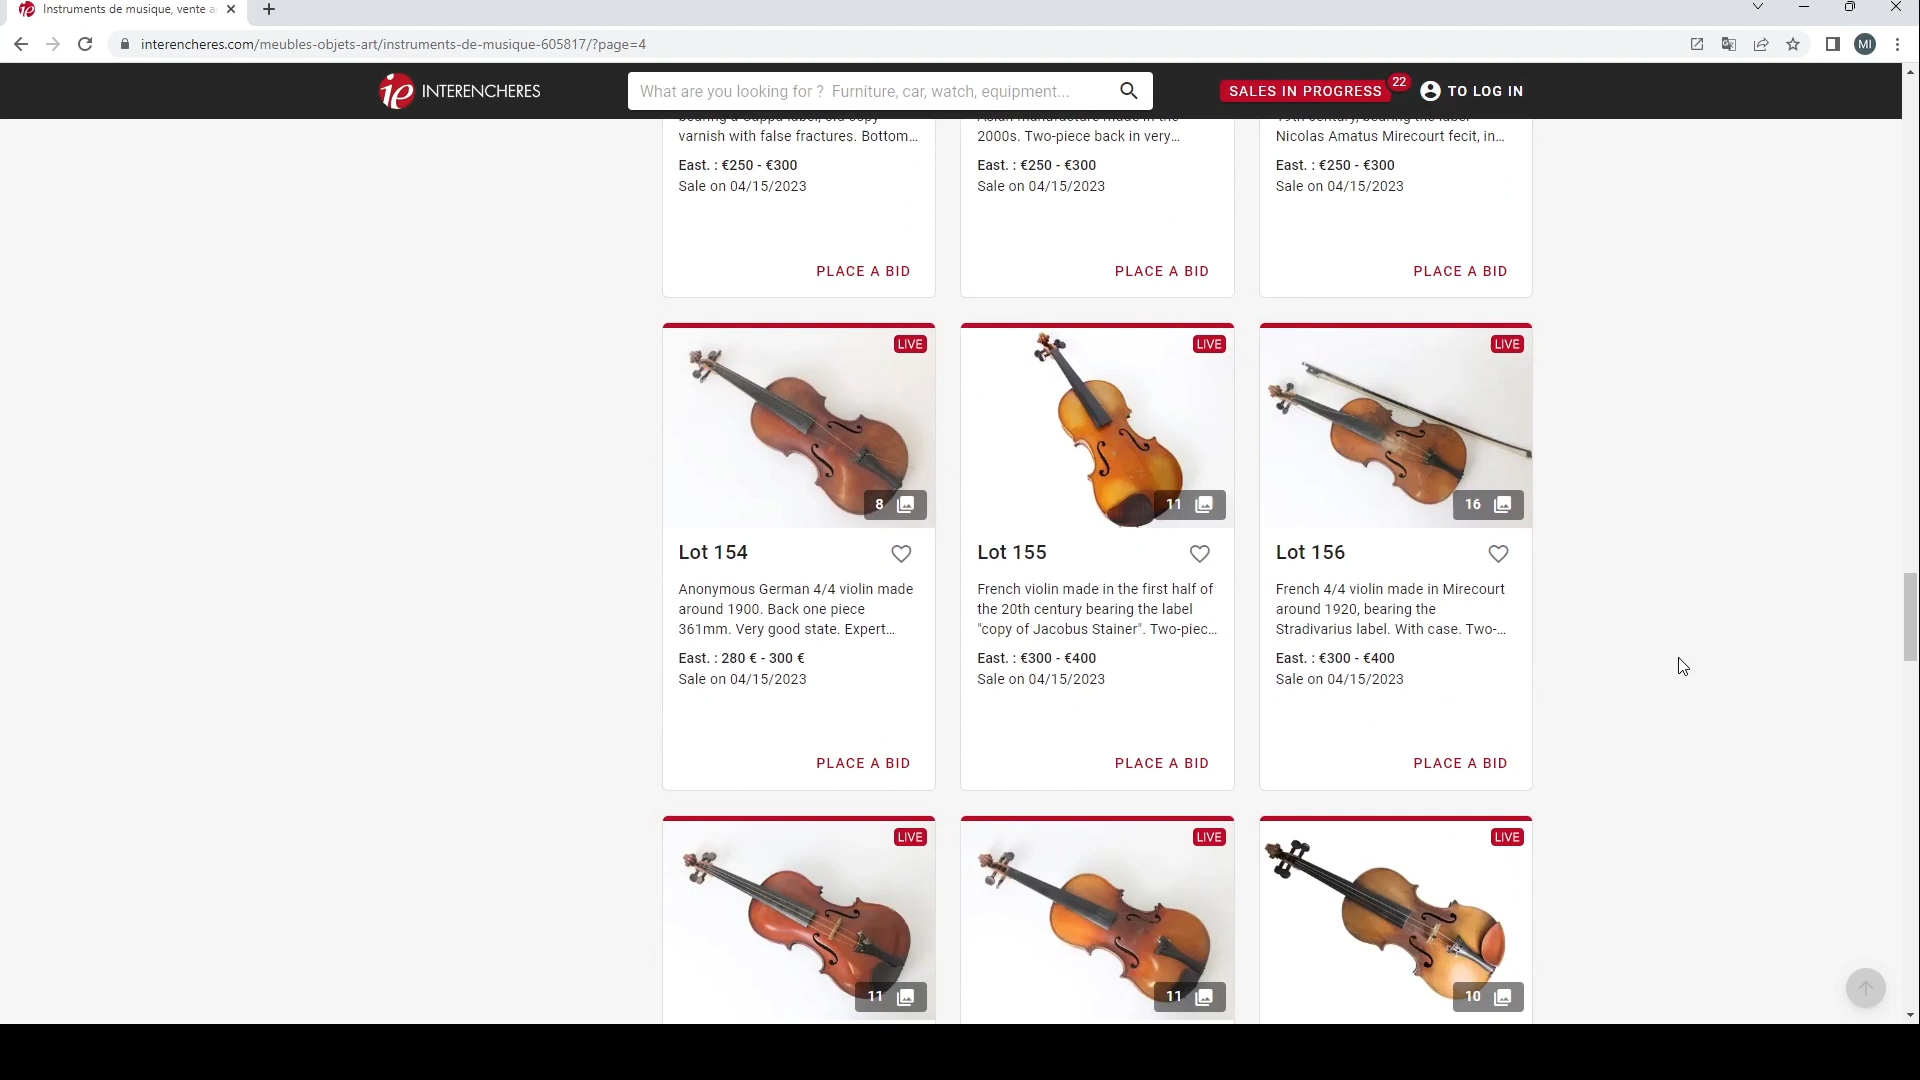 Instruments de musique, vente a
interencheres.com/meubles-objets-art/instruments-de-musique-605817/?page=4
MI
INTERENCHERES
What are you looking for ? Furniture, car, watch, equipment...
SALES IN PROGRESS
22
TO LOG IN
varnish with false fractures. Bottom...
East. : €250 - €300
Sale on 04/15/2023
PLACE A BID
2000s. Two-piece back in very...
East. : €250 - €300
Sale on 04/15/2023
PLACE A BID
Nicolas Amatus Mirecourt fecit, in...
East. : €250 - €300
Sale on 04/15/2023
PLACE A BID
LIVE
8
Lot 154
Anonymous German 4/4 violin made
around 1900. Back one piece
361mm. Very good state. Expert...
East. : 280 € - 300 €
Sale on 04/15/2023
PLACE A BID
LIVE
11
Lot 155
French violin made in the first half of
the 20th century bearing the label
"copy of Jacobus Stainer". Two-piec...
East. : €300 - €400
Sale on 04/15/2023
PLACE A BID
LIVE
16
Lot 156
French 4/4 violin made in Mirecourt
around 1920, bearing the
Stradivarius label. With case. Two-...
East. : €300 - €400
Sale on 04/15/2023
PLACE A BID
LIVE
11
LIVE
11
LIVE
10